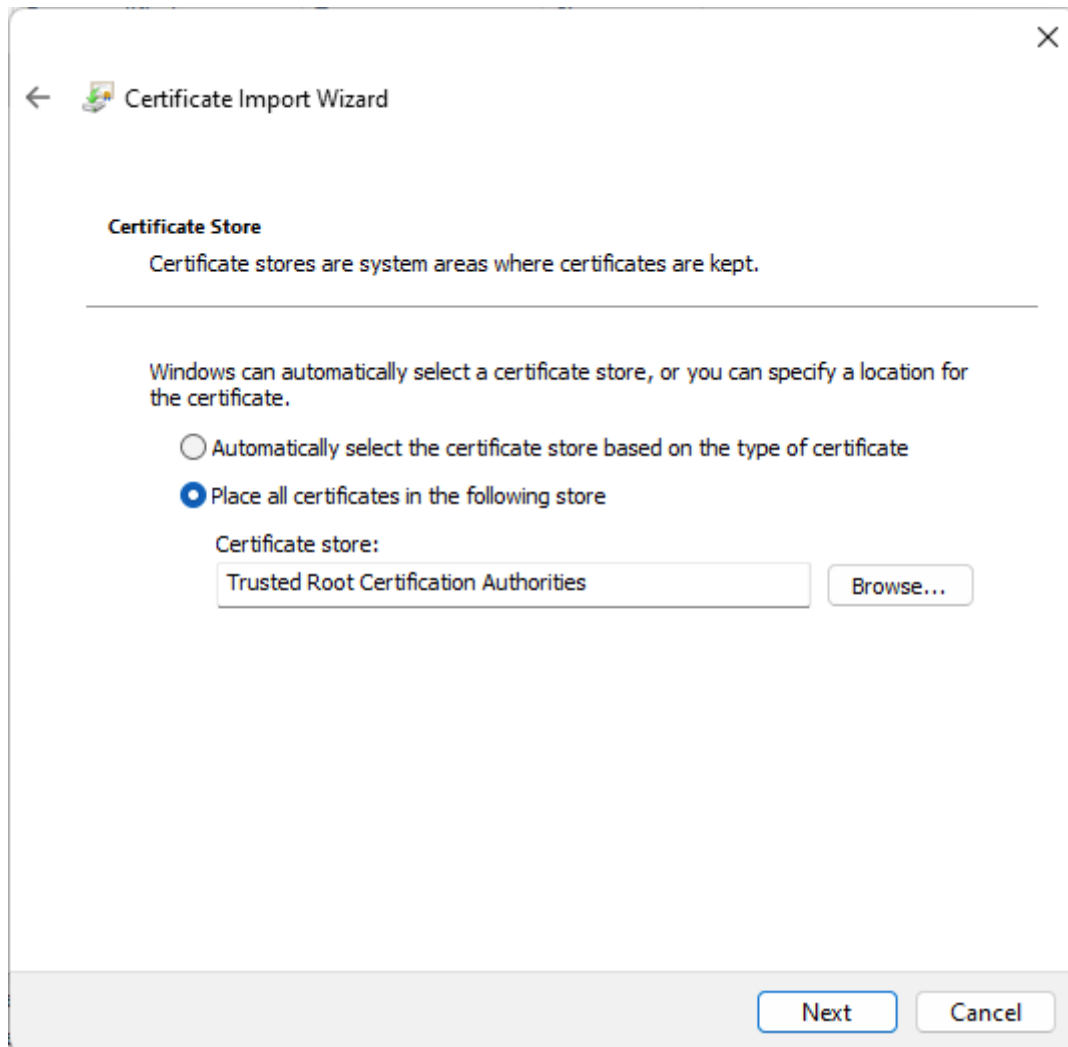 Certificate Import Wizard
Certificate Store
Certificate stores are system areas where certificates are kept.
Windows can automatically select a certificate store, or you can specify a location for
the certificate.
Automatically select the certificate store based on the type of certificate
Place all certificates in the following store
Certificate store:
Trusted Root Certification Authorities
Browse...
Next
Cancel